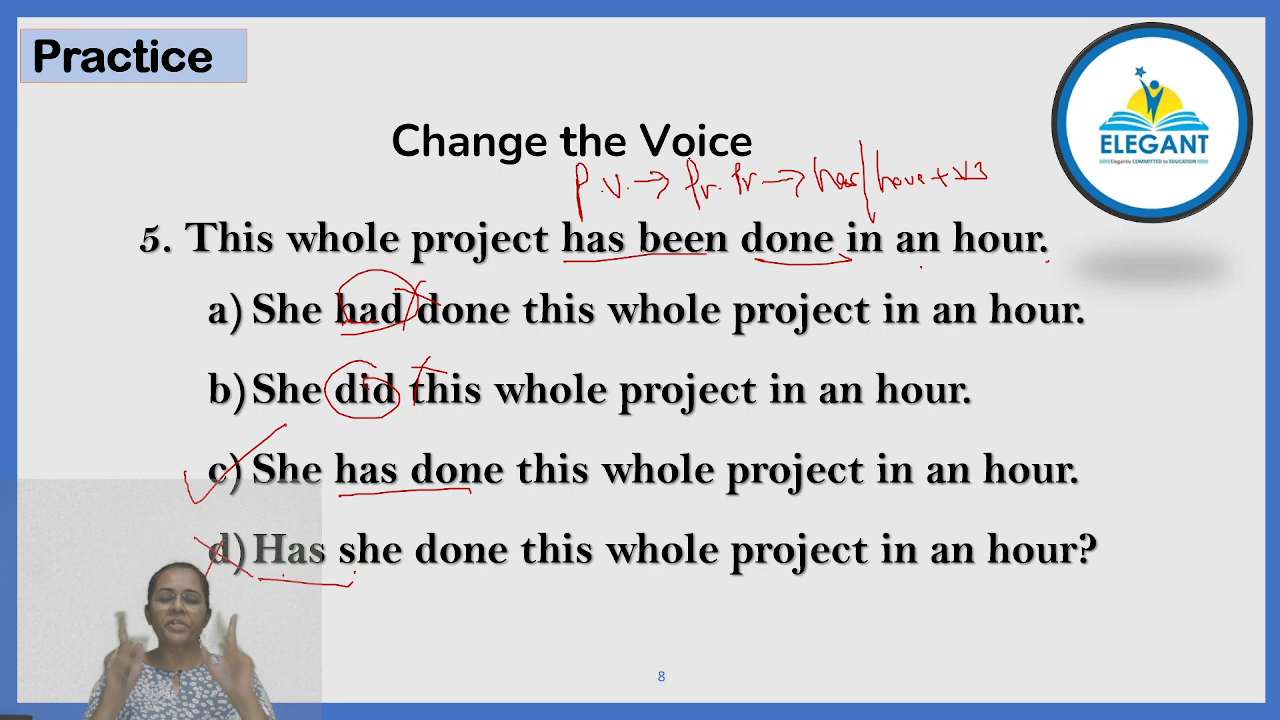 Practice
ELEGANT
Elegantly COMMITTED to EDUCATION
Change the Voice
P.V. → Pr. Pr → has/have + V3
5. This whole project has been done in an hour.
a) She had done this whole project in an hour.
b) She did this whole project in an hour.
c) She has done this whole project in an hour.
d) Has she done this whole project in an hour?
8